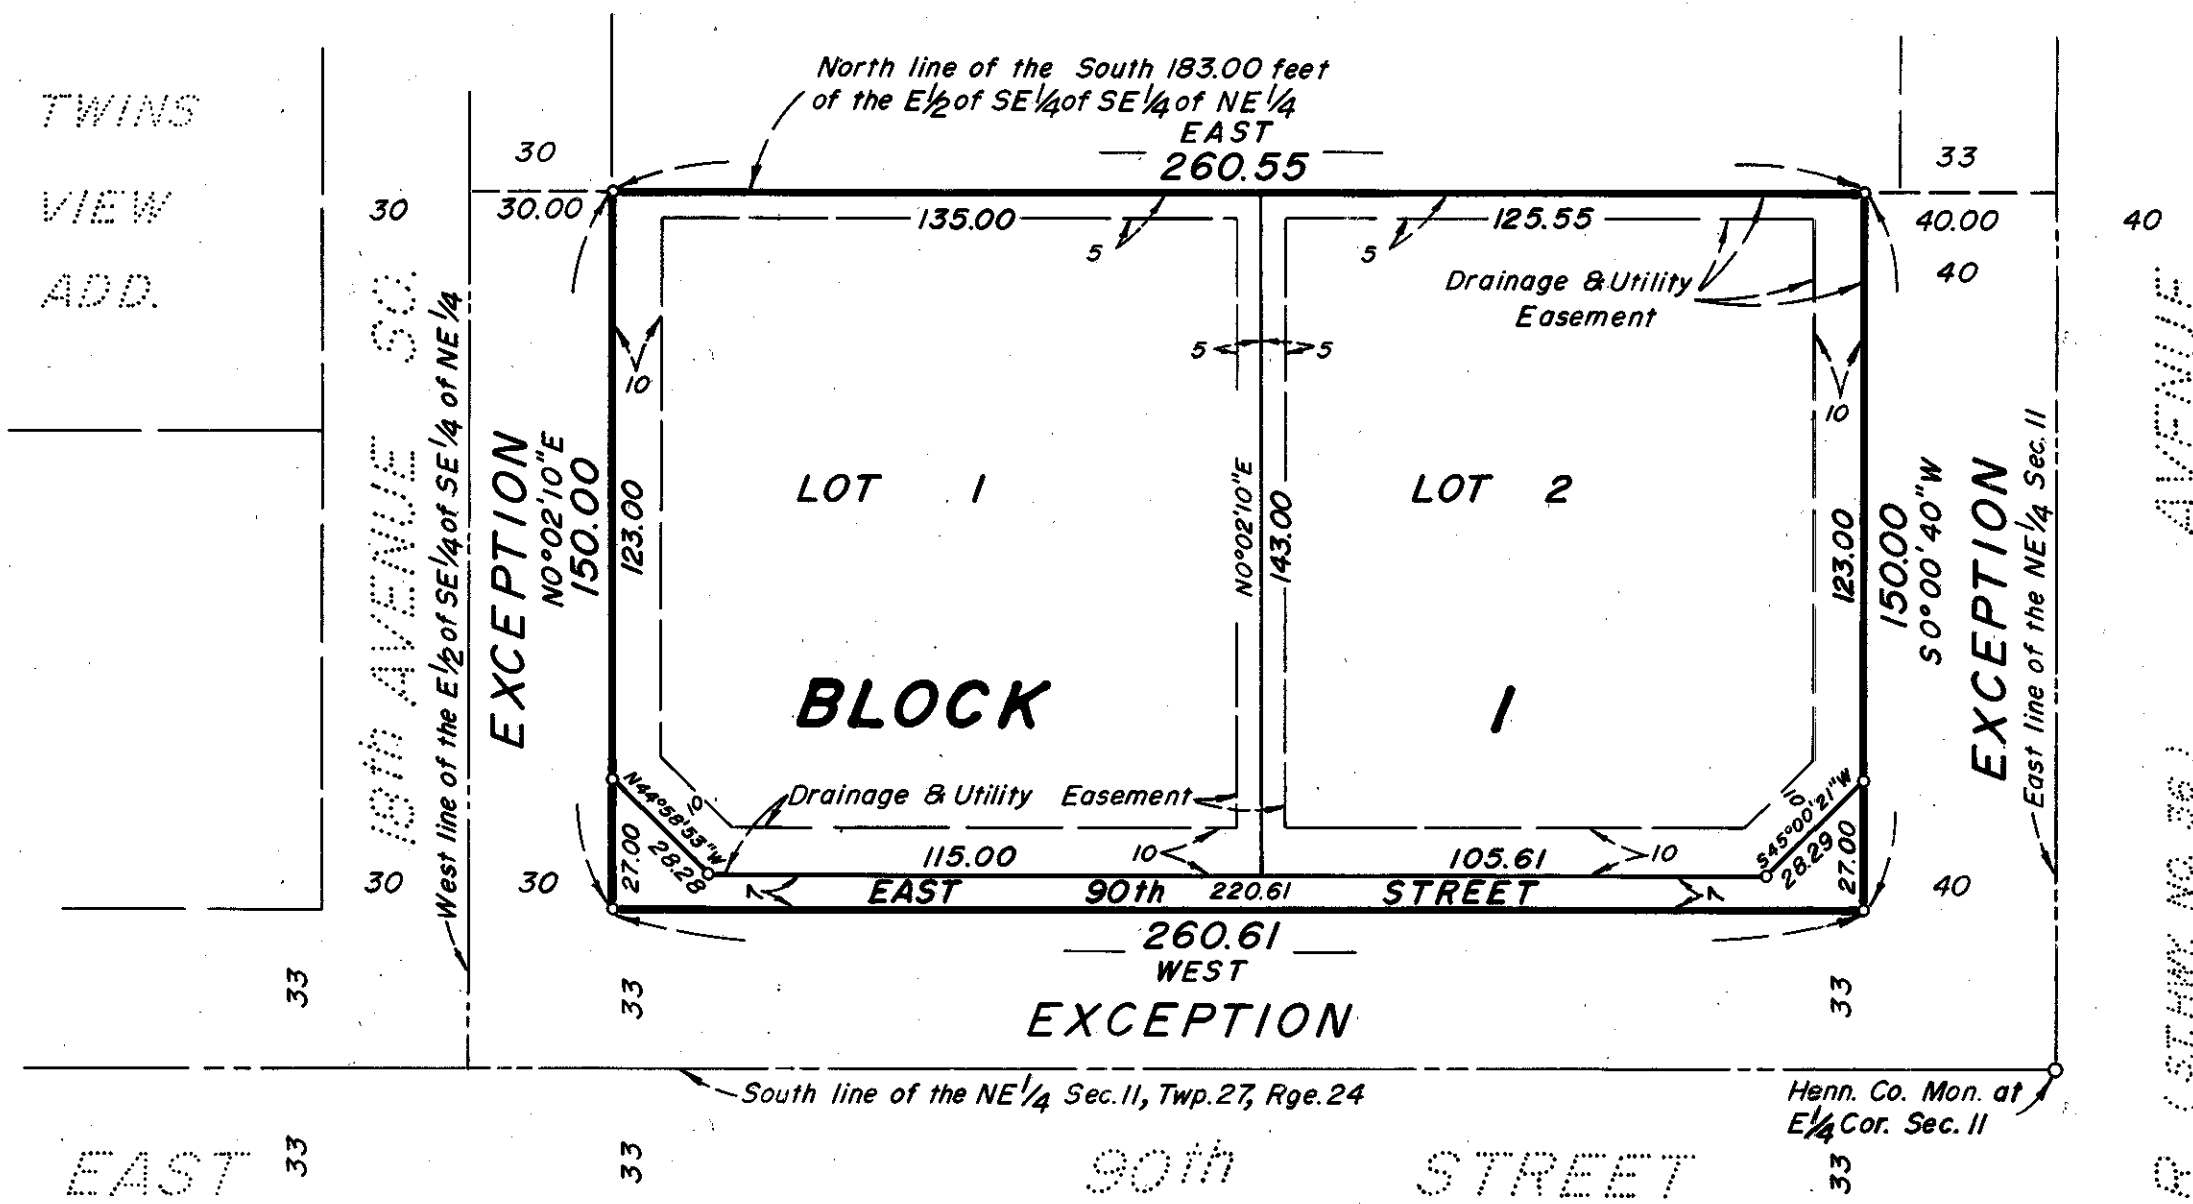 TWINS
VIEW
ADD.
North line of the South 183.00 feet
of the E1/2 of SE1/4 of SE1/4 of NE1/4
EAST
260.55
30
33
30
30.00
135.00
125.55
40.00
40
5
5
Drainage & Utility
Easement
40
5
5
10
10
18th AVENUE SO.
West line of the E1/2 of SE1/4 of SE1/4 of NE1/4
EXCEPTION
N0°02'10"E
150.00
123.00
LOT 1
N0°02'10"E
143.00
LOT 2
123.00
150.00
S0°00'40"W
EXCEPTION
East line of the NE1/4 Sec.11
AVENUE
BLOCK 1
Drainage & Utility Easement
N44°58'53"W
28.28
27.00
10
10
S45°00'21"W
28.29
27.00
115.00
10
105.61
10
30
30
7
EAST 90th 220.61 STREET
7
40
260.61
WEST
33
33
33
EXCEPTION
South line of the NE1/4 Sec.11, Twp.27, Rge.24
Henn. Co. Mon. at
E1/4 Cor. Sec. 11
33
33
33
EAST 90th STREET